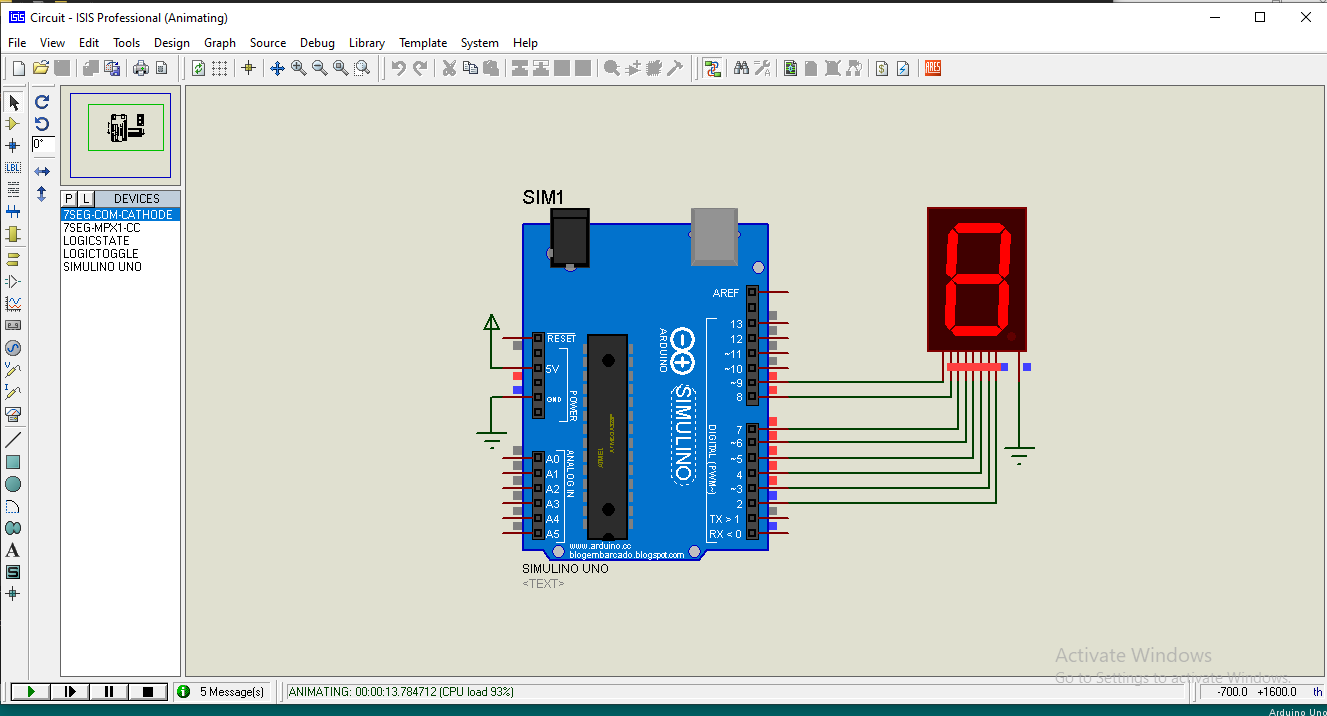 ISIS Circuit - ISIS Professional (Animating)
File View Edit Tools Design Graph Source Debug Library Template System Help
ARES
0°
LBL
P L DEVICES
7SEG-COM-CATHODE
7SEG-MPX1-CC
LOGICSTATE
LOGICTOGGLE
SIMULINO UNO
A
S
SIM1
AREF
13
12
~11
~10
~9
8
7
~6
~5
4
~3
2
TX > 1
RX < 0
RESET
5V
GND
POWER
A0
A1
A2
A3
A4
A5
ANALOG IN
ATMEL
ARDUINO
SIMULINO
DIGITAL (PWM~)
www.arduino.cc
blogembarcado.blogspot.com
SIMULINO UNO
<TEXT>
8
Activate Windows
Go to Settings to activate Windows.
5 Message(s)
ANIMATING: 00:00:13.784712 (CPU load 93%)
-700.0 +1600.0 th
Arduino Uno